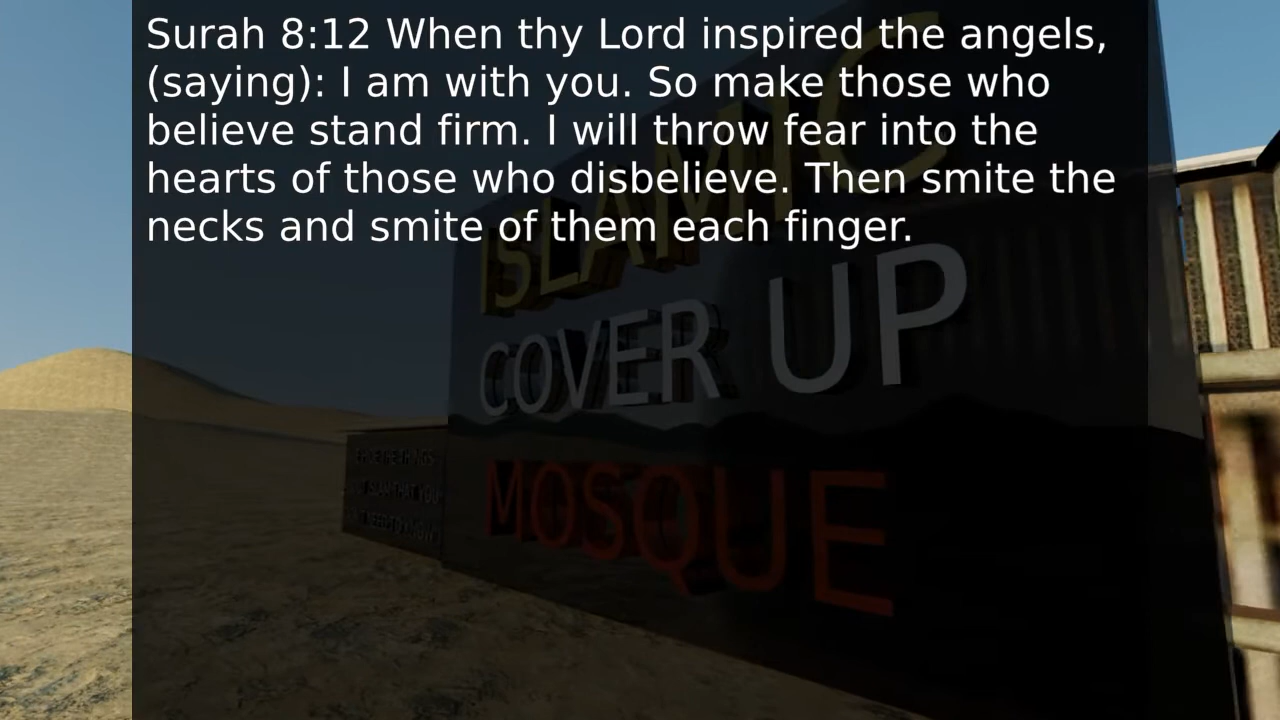 Surah 8:12 When thy Lord inspired the angels,
(saying): I am with you. So make those who
believe stand firm. I will throw fear into the
hearts of those who disbelieve. Then smite the
necks and smite of them each finger.
ISLAMIC
COVER UP
MOSQUE